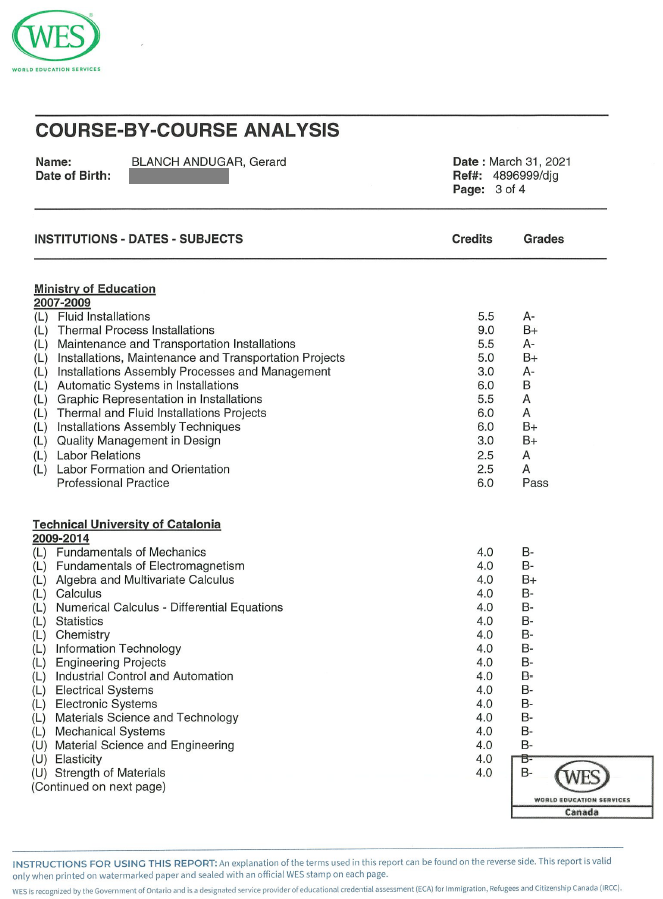 WES
WORLD EDUCATION SERVICES
COURSE-BY-COURSE ANALYSIS
Name: BLANCH ANDUGAR, Gerard Date : March 31, 2021
Date of Birth: Ref#: 4896999/djg
Page: 3 of 4
INSTITUTIONS - DATES - SUBJECTS Credits Grades
Ministry of Education
2007-2009
(L) Fluid Installations 5.5 A-
(L) Thermal Process Installations 9.0 B+
(L) Maintenance and Transportation Installations 5.5 A-
(L) Installations, Maintenance and Transportation Projects 5.0 B+
(L) Installations Assembly Processes and Management 3.0 A-
(L) Automatic Systems in Installations 6.0 B
(L) Graphic Representation in Installations 5.5 A
(L) Thermal and Fluid Installations Projects 6.0 A
(L) Installations Assembly Techniques 6.0 B+
(L) Quality Management in Design 3.0 B+
(L) Labor Relations 2.5 A
(L) Labor Formation and Orientation 2.5 A
Professional Practice 6.0 Pass
Technical University of Catalonia
2009-2014
(L) Fundamentals of Mechanics 4.0 B-
(L) Fundamentals of Electromagnetism 4.0 B-
(L) Algebra and Multivariate Calculus 4.0 B+
(L) Calculus 4.0 B-
(L) Numerical Calculus - Differential Equations 4.0 B-
(L) Statistics 4.0 B-
(L) Chemistry 4.0 B-
(L) Information Technology 4.0 B-
(L) Engineering Projects 4.0 B-
(L) Industrial Control and Automation 4.0 B-
(L) Electrical Systems 4.0 B-
(L) Electronic Systems 4.0 B-
(L) Materials Science and Technology 4.0 B-
(L) Mechanical Systems 4.0 B-
(U) Material Science and Engineering 4.0 B-
(U) Elasticity 4.0 B-
(U) Strength of Materials 4.0 B-
(Continued on next page)
WES
WORLD EDUCATION SERVICES
Canada
INSTRUCTIONS FOR USING THIS REPORT: An explanation of the terms used in this report can be found on the reverse side. This report is valid
only when printed on watermarked paper and sealed with an official WES stamp on each page.
WES is recognized by the Government of Ontario and is a designated service provider of educational credential assessment (ECA) for Immigration, Refugees and Citizenship Canada (IRCC).